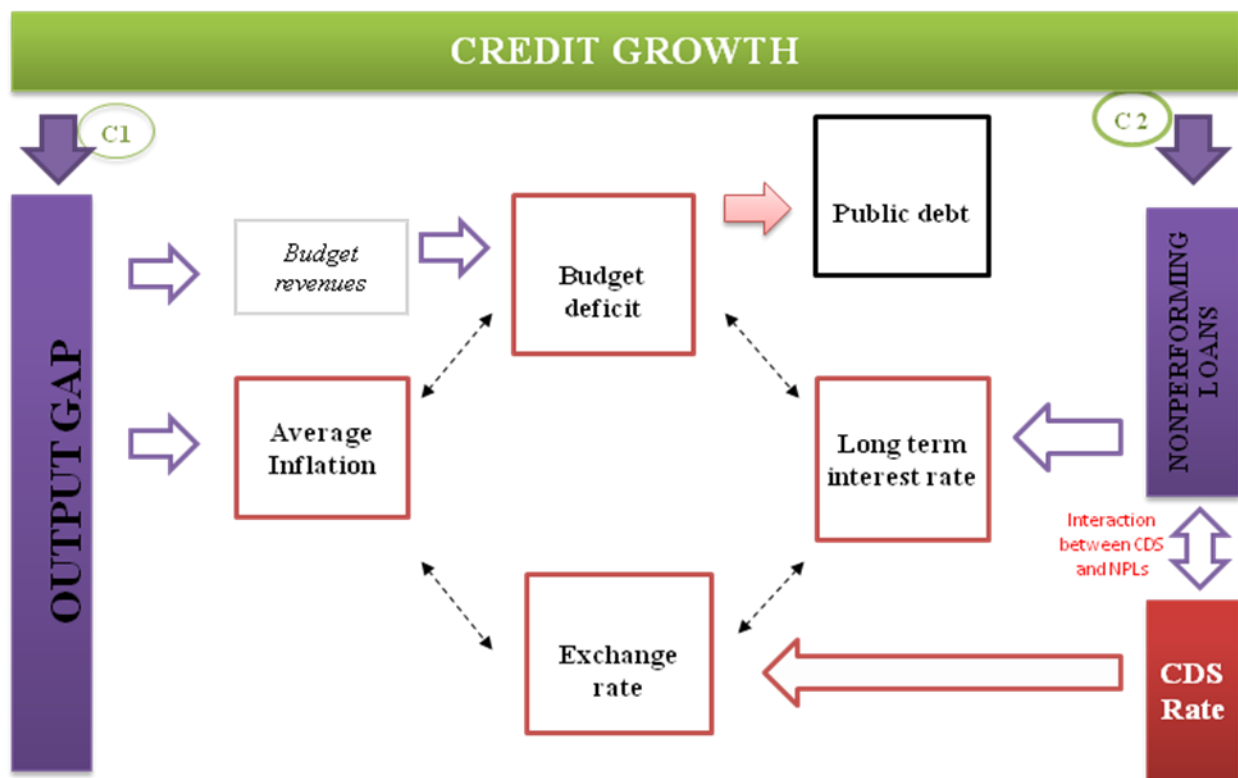 CREDIT GROWTH
C1
C 2
OUTPUT GAP
Budget
revenues
Budget
deficit
Public debt
NONPERFORMING
LOANS
Average
Inflation
Long term
interest rate
Interaction
between CDS
and NPLs
Exchange
rate
CDS
Rate